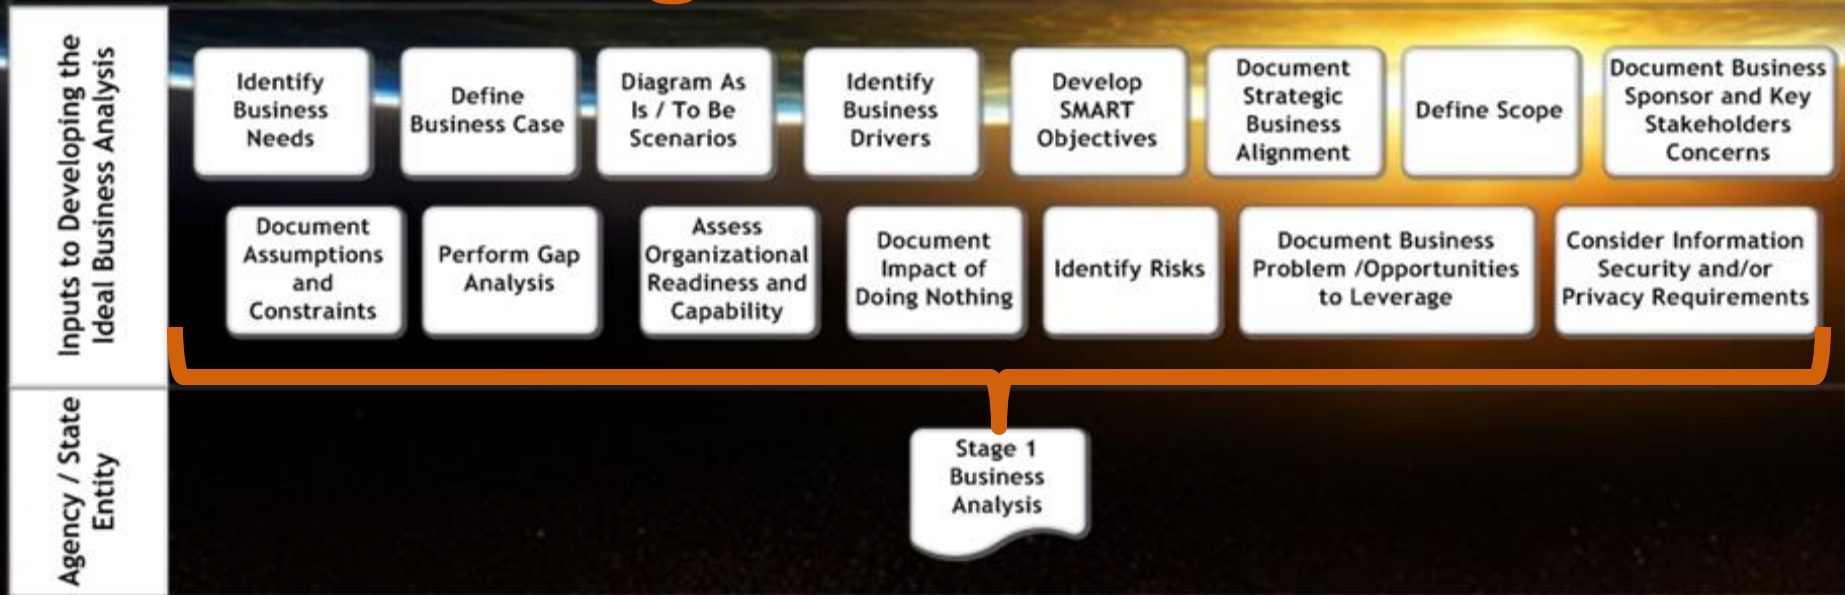 Inputs to Developing the
Ideal Business Analysis
Identify
Business
Needs
Define
Business Case
Diagram As
Is / To Be
Scenarios
Identify
Business
Drivers
Develop
SMART
Objectives
Document
Strategic
Business
Alignment
Define Scope
Document Business
Sponsor and Key
Stakeholders
Concerns
Document
Assumptions
and
Constraints
Perform Gap
Analysis
Assess
Organizational
Readiness and
Capability
Document
Impact of
Doing Nothing
Identify Risks
Document Business
Problem /Opportunities
to Leverage
Consider Information
Security and/or
Privacy Requirements
Agency / State
Entity
Stage 1
Business
Analysis